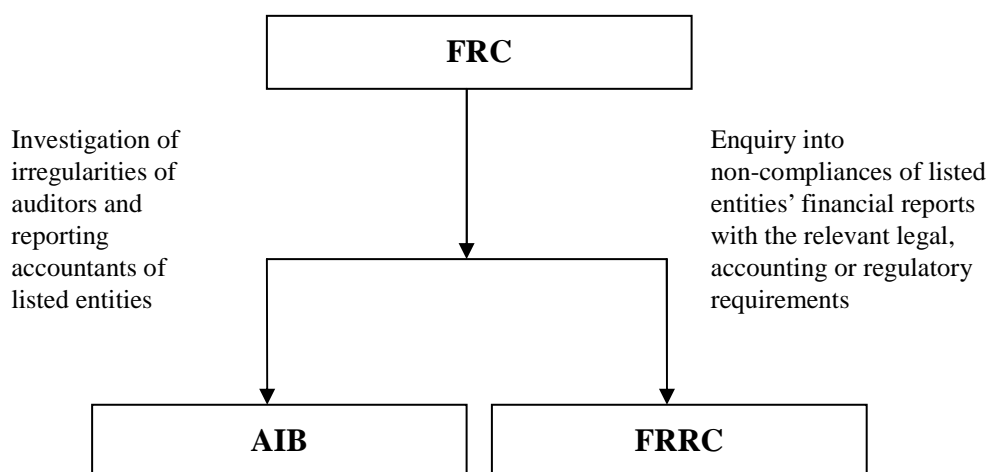 FRC
Investigation of
irregularities of
auditors and
reporting
accountants of
listed entities
Enquiry into
non-compliances of listed
entities’ financial reports
with the relevant legal,
accounting or regulatory
requirements
AIB
FRRC